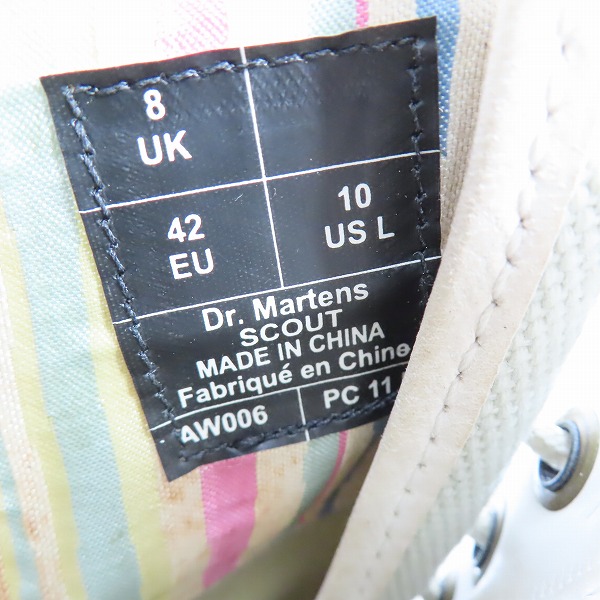 8
UK
42
EU
10
US L
Dr. Martens
SCOUT
MADE IN CHINA
Fabriqué en Chine
AW006
PC 11